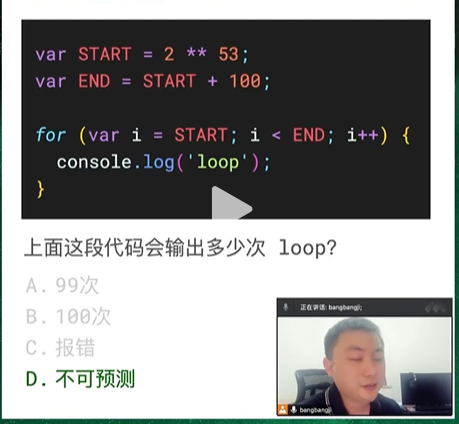 var START = 2 ** 53;
var END = START + 100;
for (var i = START; i < END; i++) {
  console.log('loop');
}
上面这段代码会输出多少次 loop?
A. 99次
B. 100次
C. 报错
D. 不可预测
正在讲话: bangbangji;
bangbangji